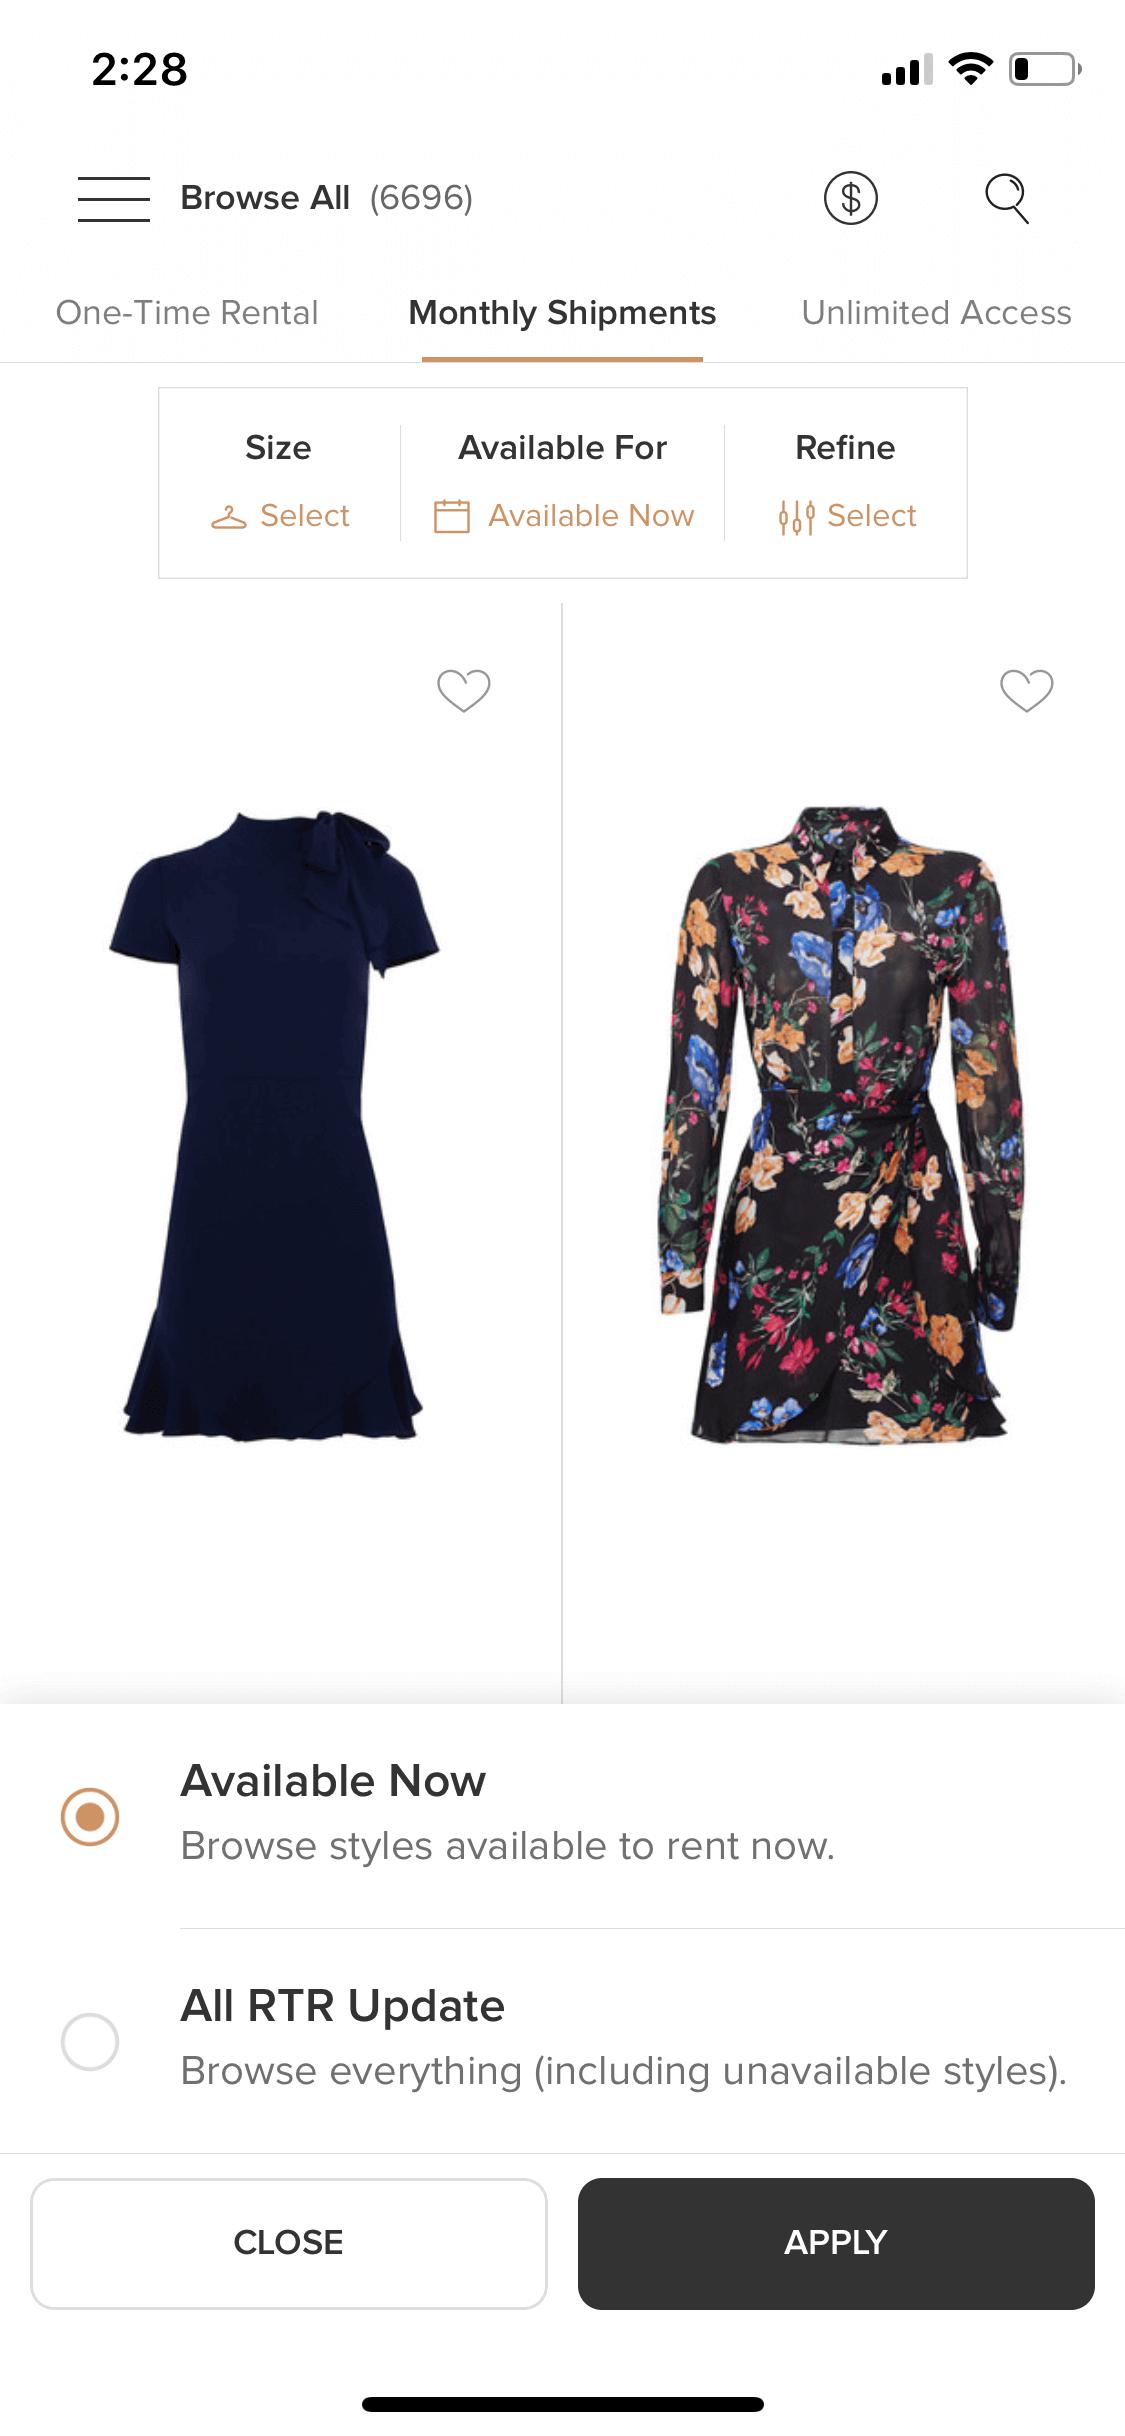 2:28
Browse All (6696)
One-Time Rental Monthly Shipments Unlimited Access
Size Available For Refine
Select Available Now Select
Available Now
Browse styles available to rent now.
All RTR Update
Browse everything (including unavailable styles).
CLOSE APPLY